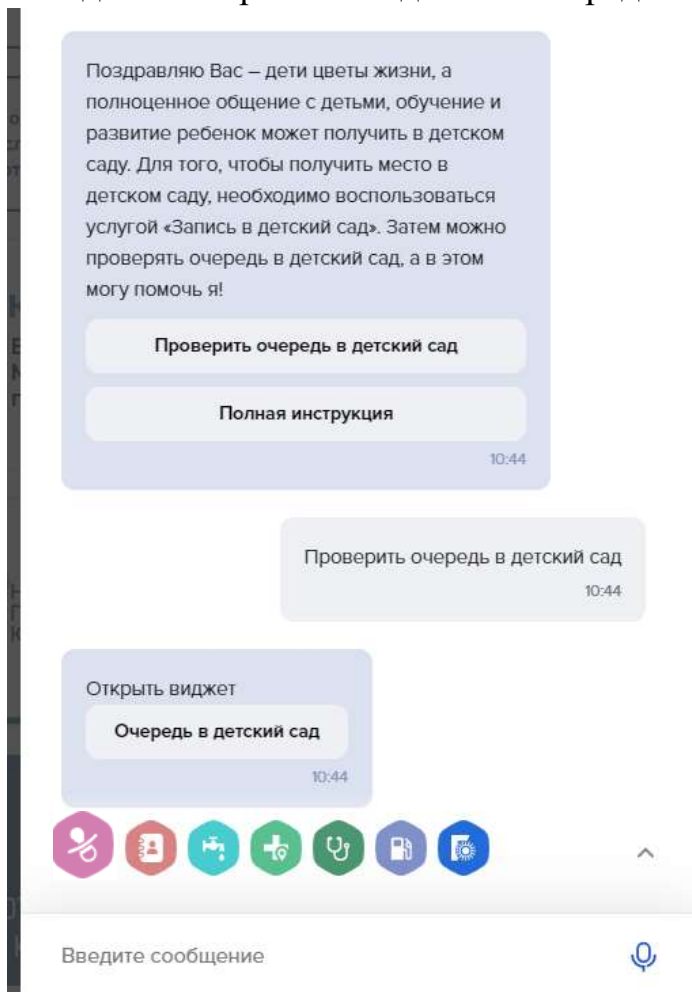 Поздравляю Вас – дети цветы жизни, а
полноценное общение с детьми, обучение и
развитие ребенок может получить в детском
саду. Для того, чтобы получить место в
детском саду, необходимо воспользоваться
услугой «Запись в детский сад». Затем можно
проверять очередь в детский сад, а в этом
могу помочь я!
Проверить очередь в детский сад
Полная инструкция
10:44
Проверить очередь в детский сад
10:44
Открыть виджет
Очередь в детский сад
10:44
Введите сообщение